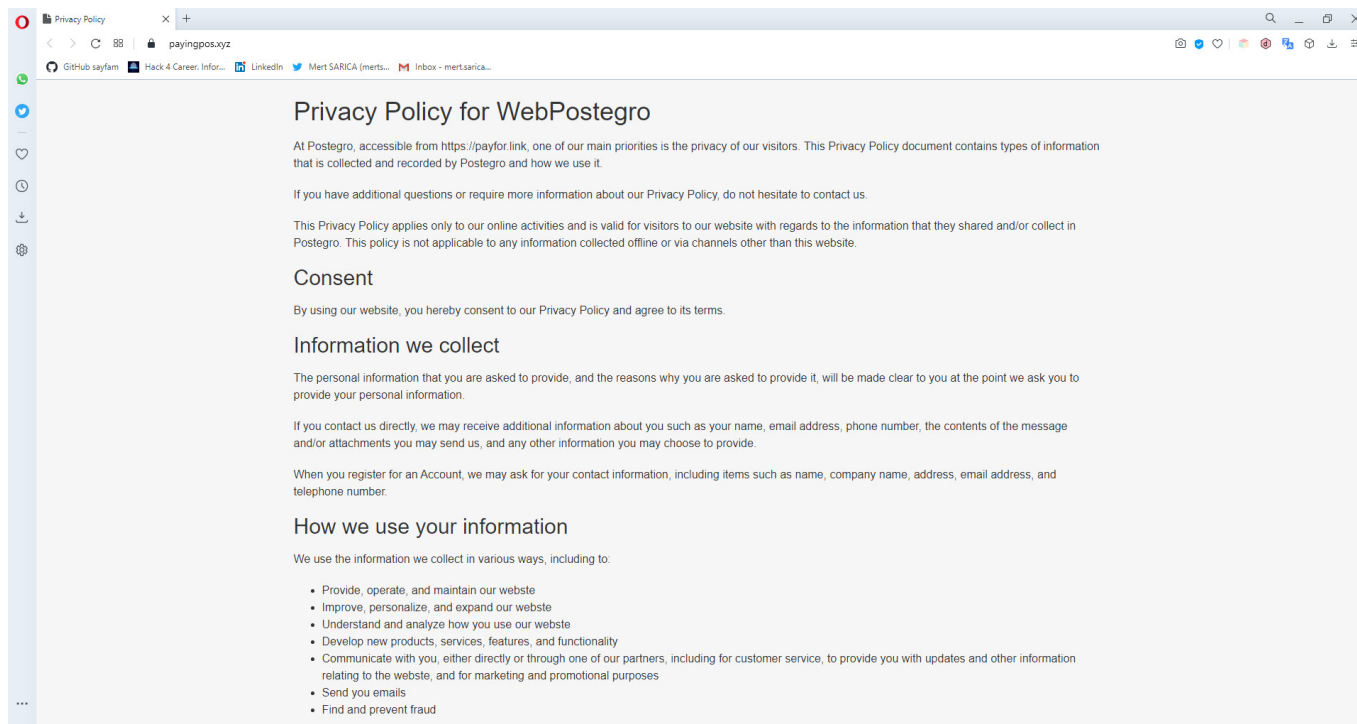 Privacy Policy
payingpos.xyz
GitHub sayfam
Hack 4 Career. Infor...
LinkedIn
Mert SARICA (merts...
Inbox - mert.sarica...
Privacy Policy for WebPostegro
At Postegro, accessible from https://payfor.link, one of our main priorities is the privacy of our visitors. This Privacy Policy document contains types of information
that is collected and recorded by Postegro and how we use it.
If you have additional questions or require more information about our Privacy Policy, do not hesitate to contact us.
This Privacy Policy applies only to our online activities and is valid for visitors to our website with regards to the information that they shared and/or collect in
Postegro. This policy is not applicable to any information collected offline or via channels other than this website.
Consent
By using our website, you hereby consent to our Privacy Policy and agree to its terms.
Information we collect
The personal information that you are asked to provide, and the reasons why you are asked to provide it, will be made clear to you at the point we ask you to
provide your personal information.
If you contact us directly, we may receive additional information about you such as your name, email address, phone number, the contents of the message
and/or attachments you may send us, and any other information you may choose to provide.
When you register for an Account, we may ask for your contact information, including items such as name, company name, address, email address, and
telephone number.
How we use your information
We use the information we collect in various ways, including to:
• Provide, operate, and maintain our webste
• Improve, personalize, and expand our webste
• Understand and analyze how you use our webste
• Develop new products, services, features, and functionality
• Communicate with you, either directly or through one of our partners, including for customer service, to provide you with updates and other information
relating to the webste, and for marketing and promotional purposes
• Send you emails
• Find and prevent fraud